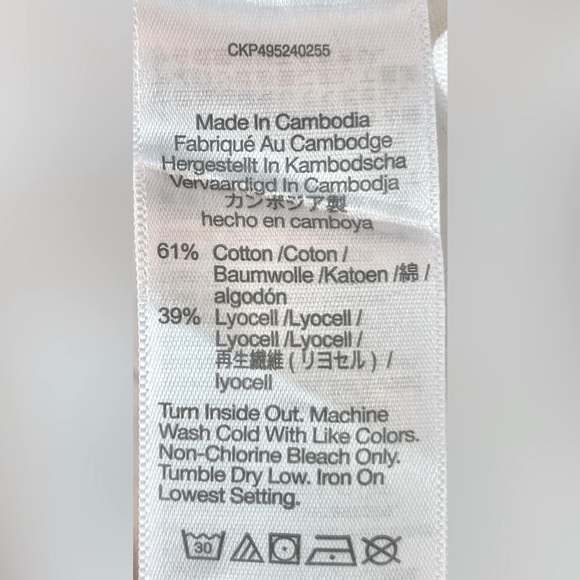 CKP495240255
Made In Cambodia
Fabriqué Au Cambodge
Hergestellt In Kambodscha
Vervaardigd In Cambodja
カンボジア製
hecho en camboya
61% Cotton /Coton /
Baumwolle /Katoen /綿 /
algodón
39% Lyocell /Lyocell /
Lyocell /Lyocell /
再生繊維 ( リヨセル ) /
lyocell
Turn Inside Out. Machine
Wash Cold With Like Colors.
Non-Chlorine Bleach Only.
Tumble Dry Low. Iron On
Lowest Setting.
30